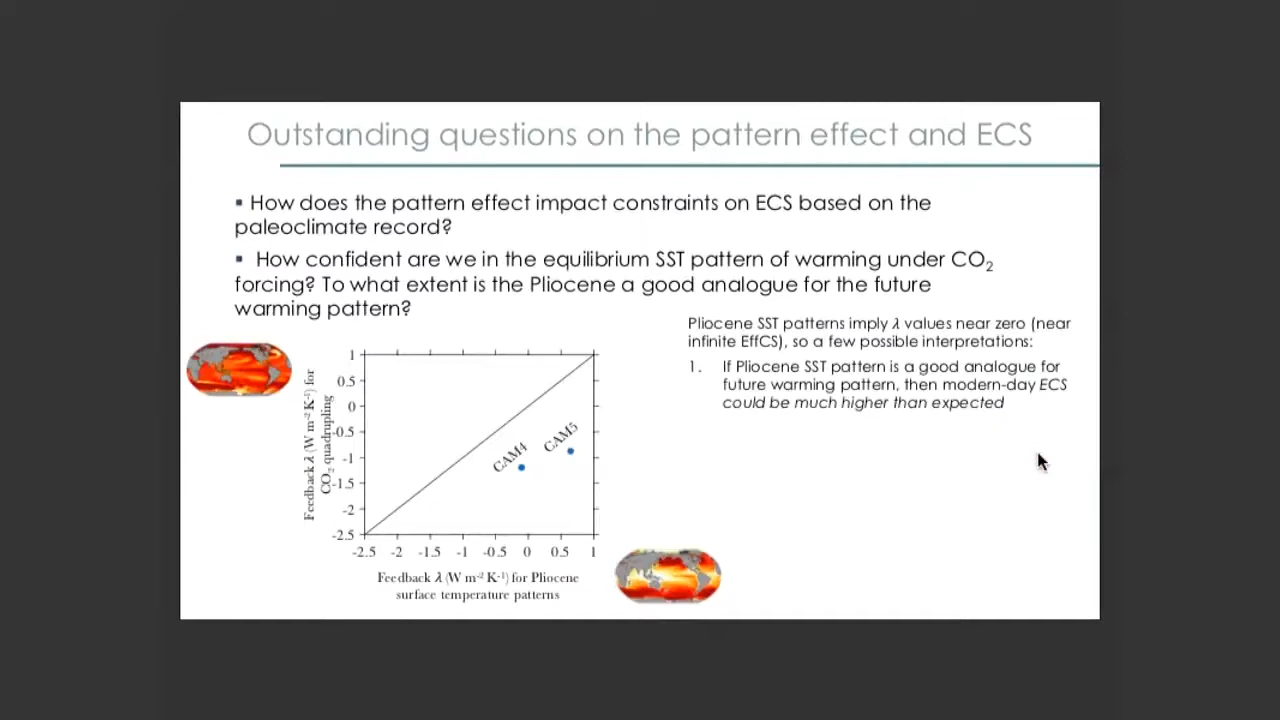 Outstanding questions on the pattern effect and ECS
▪ How does the pattern effect impact constraints on ECS based on the
paleoclimate record?
▪ How confident are we in the equilibrium SST pattern of warming under CO₂
forcing? To what extent is the Pliocene a good analogue for the future
warming pattern?
Pliocene SST patterns imply λ values near zero (near
infinite EffCS), so a few possible interpretations:
1. If Pliocene SST pattern is a good analogue for
future warming pattern, then modern-day ECS
could be much higher than expected
Feedback λ (W m⁻² K⁻¹) for
CO₂ quadrupling
1
0.5
0
-0.5
-1
-1.5
-2
-2.5
CAM4
CAM5
-2.5 -2 -1.5 -1 -0.5 0 0.5 1
Feedback λ (W m⁻² K⁻¹) for Pliocene
surface temperature patterns